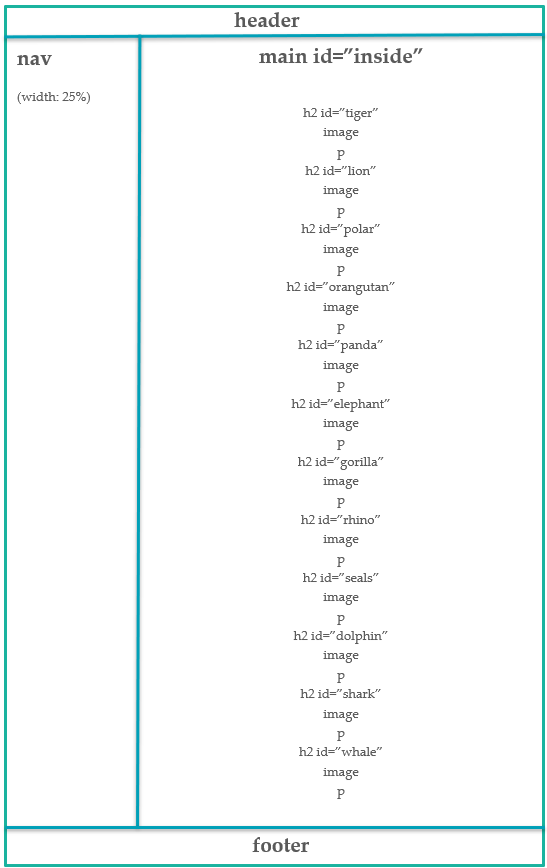 header
nav
(width: 25%)
main id=”inside”
h2 id=”tiger”
image
p
h2 id=”lion”
image
p
h2 id=”polar”
image
p
h2 id=”orangutan”
image
p
h2 id=”panda”
image
p
h2 id=”elephant”
image
p
h2 id=”gorilla”
image
p
h2 id=”rhino”
image
p
h2 id=”seals”
image
p
h2 id=”dolphin”
image
p
h2 id=”shark”
image
p
h2 id=”whale”
image
p
footer